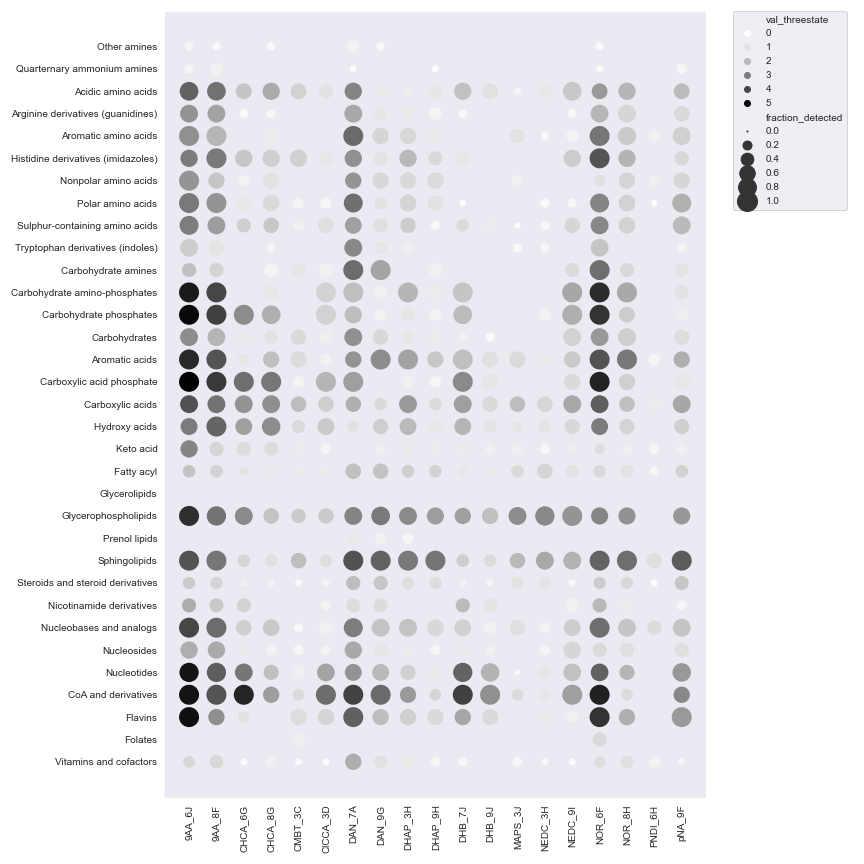 val_threestate
0
1
2
3
4
5
fraction_detected
0.0
0.2
0.4
0.6
0.8
1.0
Other amines
Quarternary ammonium amines
Acidic amino acids
Arginine derivatives (guanidines)
Aromatic amino acids
Histidine derivatives (imidazoles)
Nonpolar amino acids
Polar amino acids
Sulphur-containing amino acids
Tryptophan derivatives (indoles)
Carbohydrate amines
Carbohydrate amino-phosphates
Carbohydrate phosphates
Carbohydrates
Aromatic acids
Carboxylic acid phosphate
Carboxylic acids
Hydroxy acids
Keto acid
Fatty acyl
Glycerolipids
Glycerophospholipids
Prenol lipids
Sphingolipids
Steroids and steroid derivatives
Nicotinamide derivatives
Nucleobases and analogs
Nucleosides
Nucleotides
CoA and derivatives
Flavins
Folates
Vitamins and cofactors
9AA_6J
9AA_8F
CHCA_6G
CHCA_8G
CMBT_3C
ClCCA_3D
DAN_7A
DAN_9G
DHAP_3H
DHAP_9H
DHB_7J
DHB_9J
MAPS_3J
NEDC_3H
NEDC_9I
NOR_6F
NOR_8H
PNDI_6H
pNA_9F